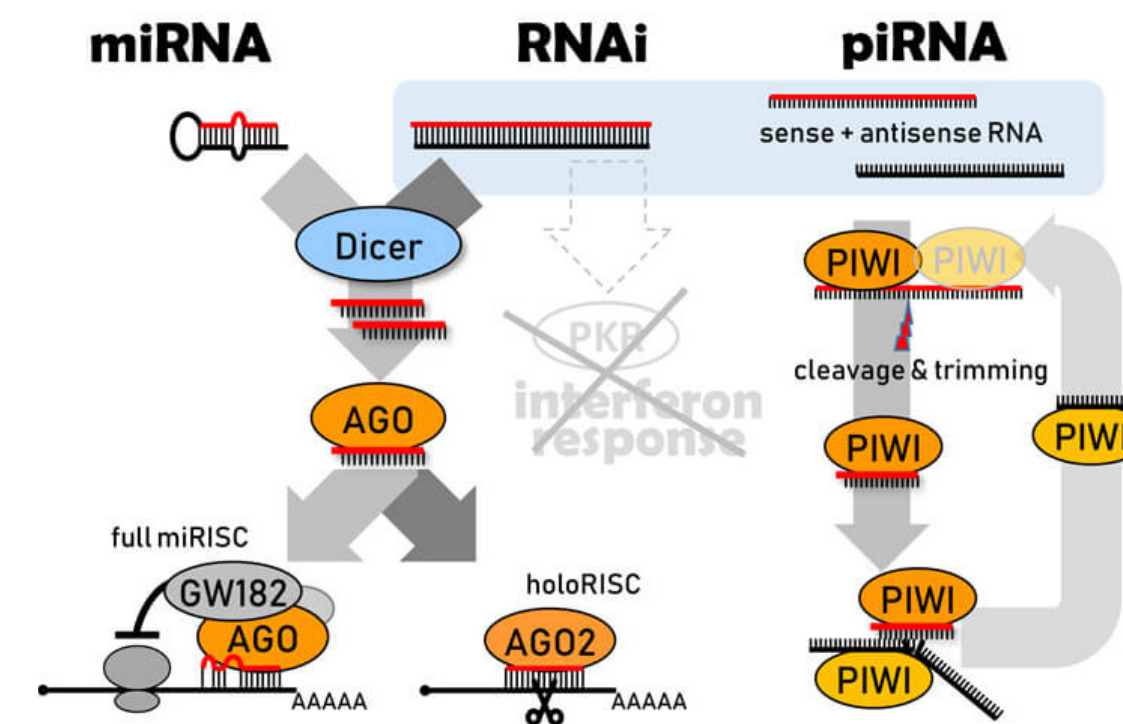 miRNA
RNAi
piRNA
sense + antisense RNA
Dicer
PIWI
PIWI
PKR
interferon
response
cleavage & trimming
AGO
PIWI
PIWI
full miRISC
GW182
AGO
AAAAA
holoRISC
AGO2
AAAAA
PIWI
PIWI